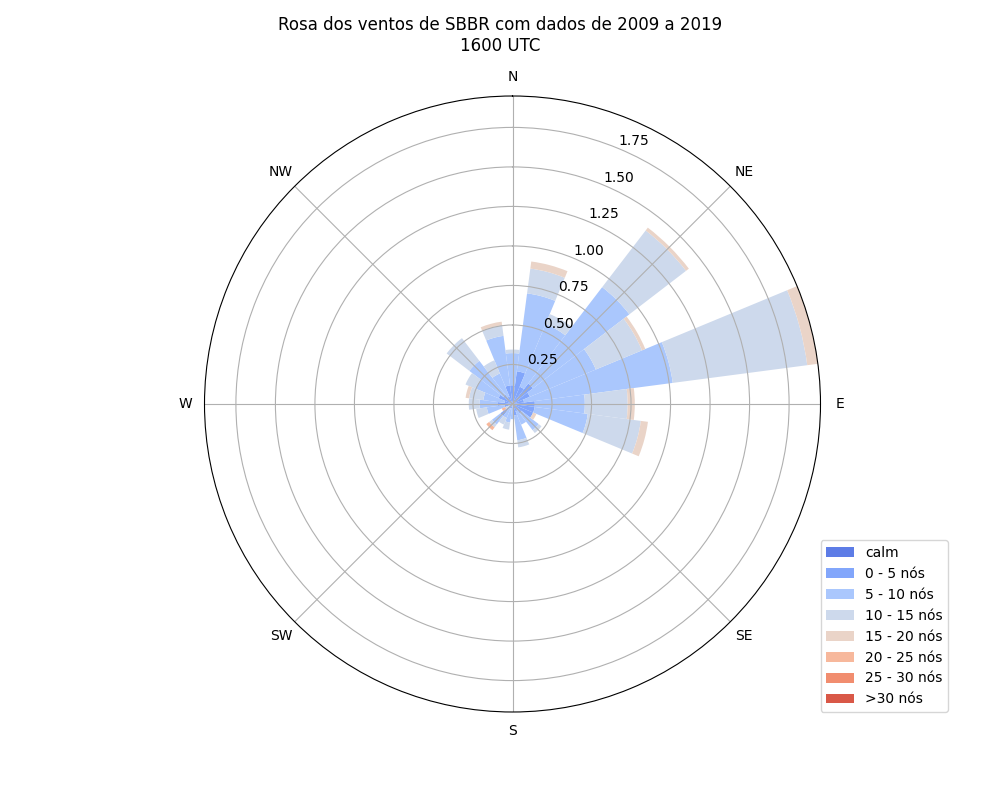 Rosa dos ventos de SBBR com dados de 2009 a 2019
1600 UTC
N
NW
NE
1.75
1.50
1.25
1.00
0.75
0.50
0.25
W
E
SW
SE
S
calm
0 - 5 nós
5 - 10 nós
10 - 15 nós
15 - 20 nós
20 - 25 nós
25 - 30 nós
>30 nós